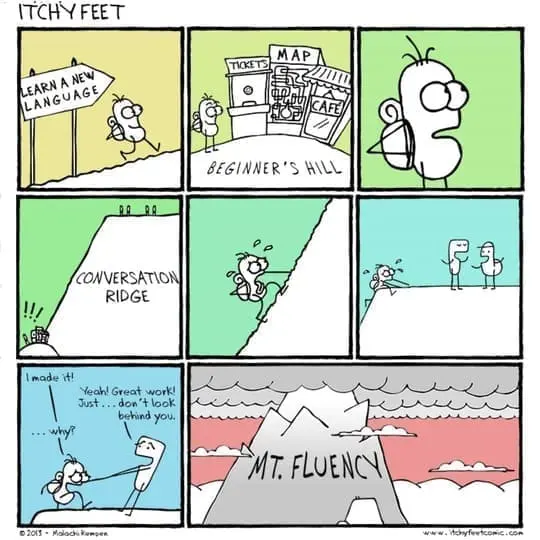 ITCHY FEET
LEARN A NEW
LANGUAGE
TICKETS
MAP
CAFÉ
BEGINNER'S HILL
!!!
CONVERSATION
RIDGE
I made it!
Yeah! Great work!
Just...don't look
behind you.
...why?
MT. FLUENCY
© 2013 - Malachi Rempen
www.itchyfeetcomic.com